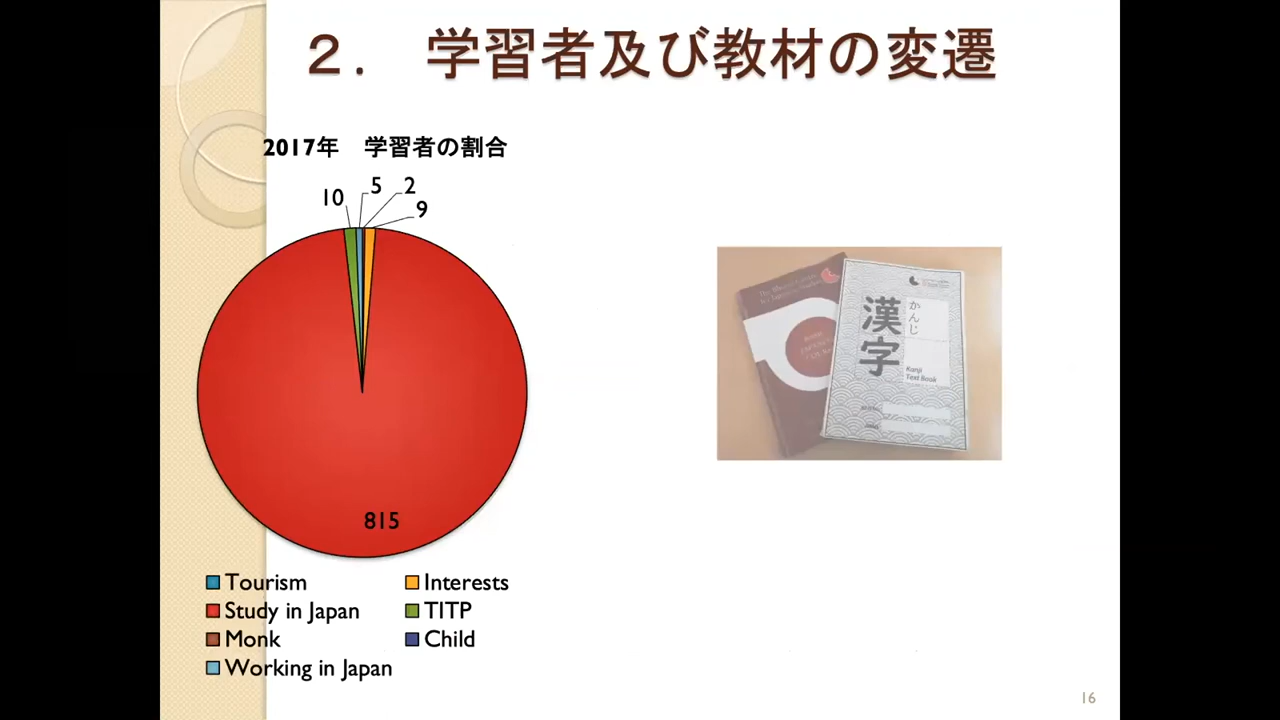 ２．　学習者及び教材の変遷
2017年　学習者の割合
10
5
2
9
815
Tourism
Interests
Study in Japan
TITP
Monk
Child
Working in Japan
漢字
かんじ
Kanji
Text Book
16